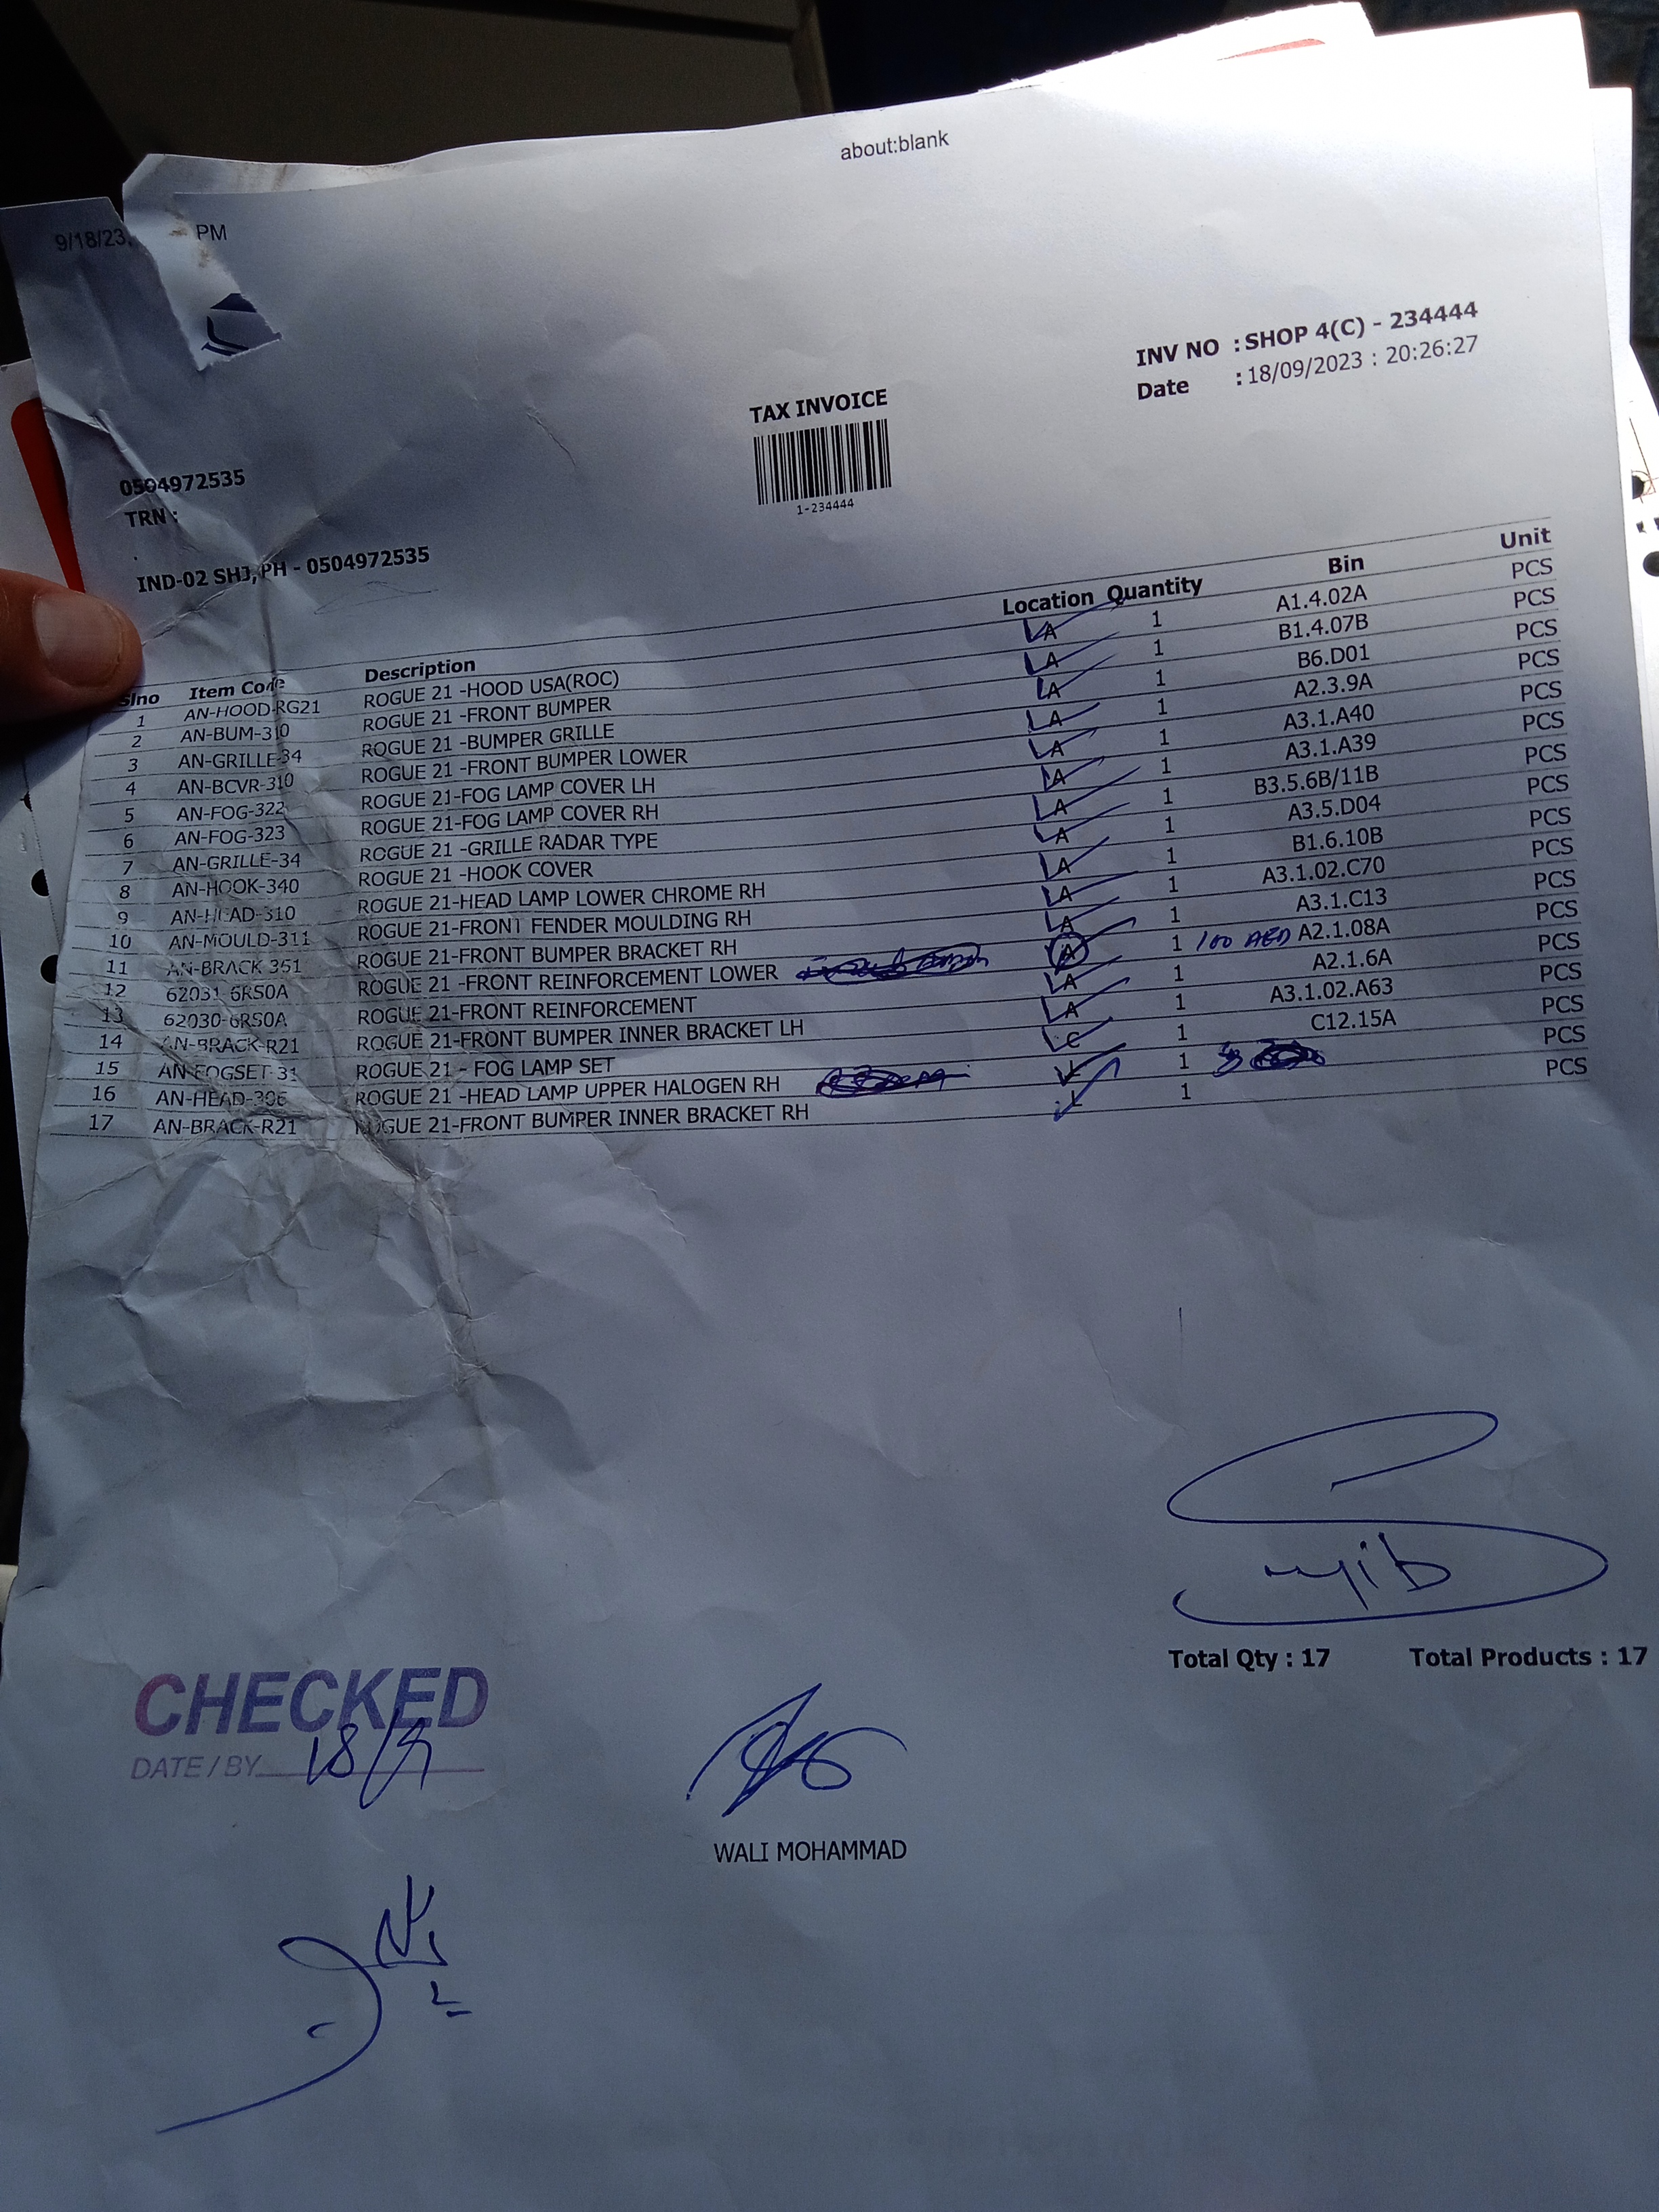 about:blank
9/18/23, PM
INV NO : SHOP 4(C) - 234444
Date : 18/09/2023 : 20:26:27
TAX INVOICE
1-234444
0504972535
TRN :
.
IND-02 SHJ, PH - 0504972535
Slno Item Code Description Location Quantity Bin Unit
1 AN-HOOD-RG21 ROGUE 21 -HOOD USA(ROC) A 1 A1.4.02A PCS
2 AN-BUM-310 ROGUE 21 -FRONT BUMPER A 1 B1.4.07B PCS
3 AN-GRILLE-34 ROGUE 21 -BUMPER GRILLE A 1 B6.D01 PCS
4 AN-BCVR-310 ROGUE 21 -FRONT BUMPER LOWER A 1 A2.3.9A PCS
5 AN-FOG-322 ROGUE 21-FOG LAMP COVER LH A 1 A3.1.A40 PCS
6 AN-FOG-323 ROGUE 21-FOG LAMP COVER RH A 1 A3.1.A39 PCS
7 AN-GRILLE-34 ROGUE 21 -GRILLE RADAR TYPE A 1 B3.5.6B/11B PCS
8 AN-HOOK-340 ROGUE 21 -HOOK COVER A 1 A3.5.D04 PCS
9 AN-HEAD-310 ROGUE 21-HEAD LAMP LOWER CHROME RH A 1 B1.6.10B PCS
10 AN-MOULD-311 ROGUE 21-FRONT FENDER MOULDING RH A 1 A3.1.02.C70 PCS
11 AN-BRACK-351 ROGUE 21-FRONT BUMPER BRACKET RH A 1 A3.1.C13 PCS
12 62031-6RS0A ROGUE 21 -FRONT REINFORCEMENT LOWER A 1 100 AED A2.1.08A PCS
13 62030-6RS0A ROGUE 21-FRONT REINFORCEMENT A 1 A2.1.6A PCS
14 AN-BRACK-R21 ROGUE 21-FRONT BUMPER INNER BRACKET LH A 1 A3.1.02.A63 PCS
15 AN-FOGSET-31 ROGUE 21 - FOG LAMP SET C 1 C12.15A PCS
16 AN-HEAD-306 ROGUE 21 -HEAD LAMP UPPER HALOGEN RH L 1 PCS
17 AN-BRACK-R21 ROGUE 21-FRONT BUMPER INNER BRACKET RH L 1 PCS
Total Qty : 17 Total Products : 17
CHECKED
DATE / BY 18/9
WALI MOHAMMAD